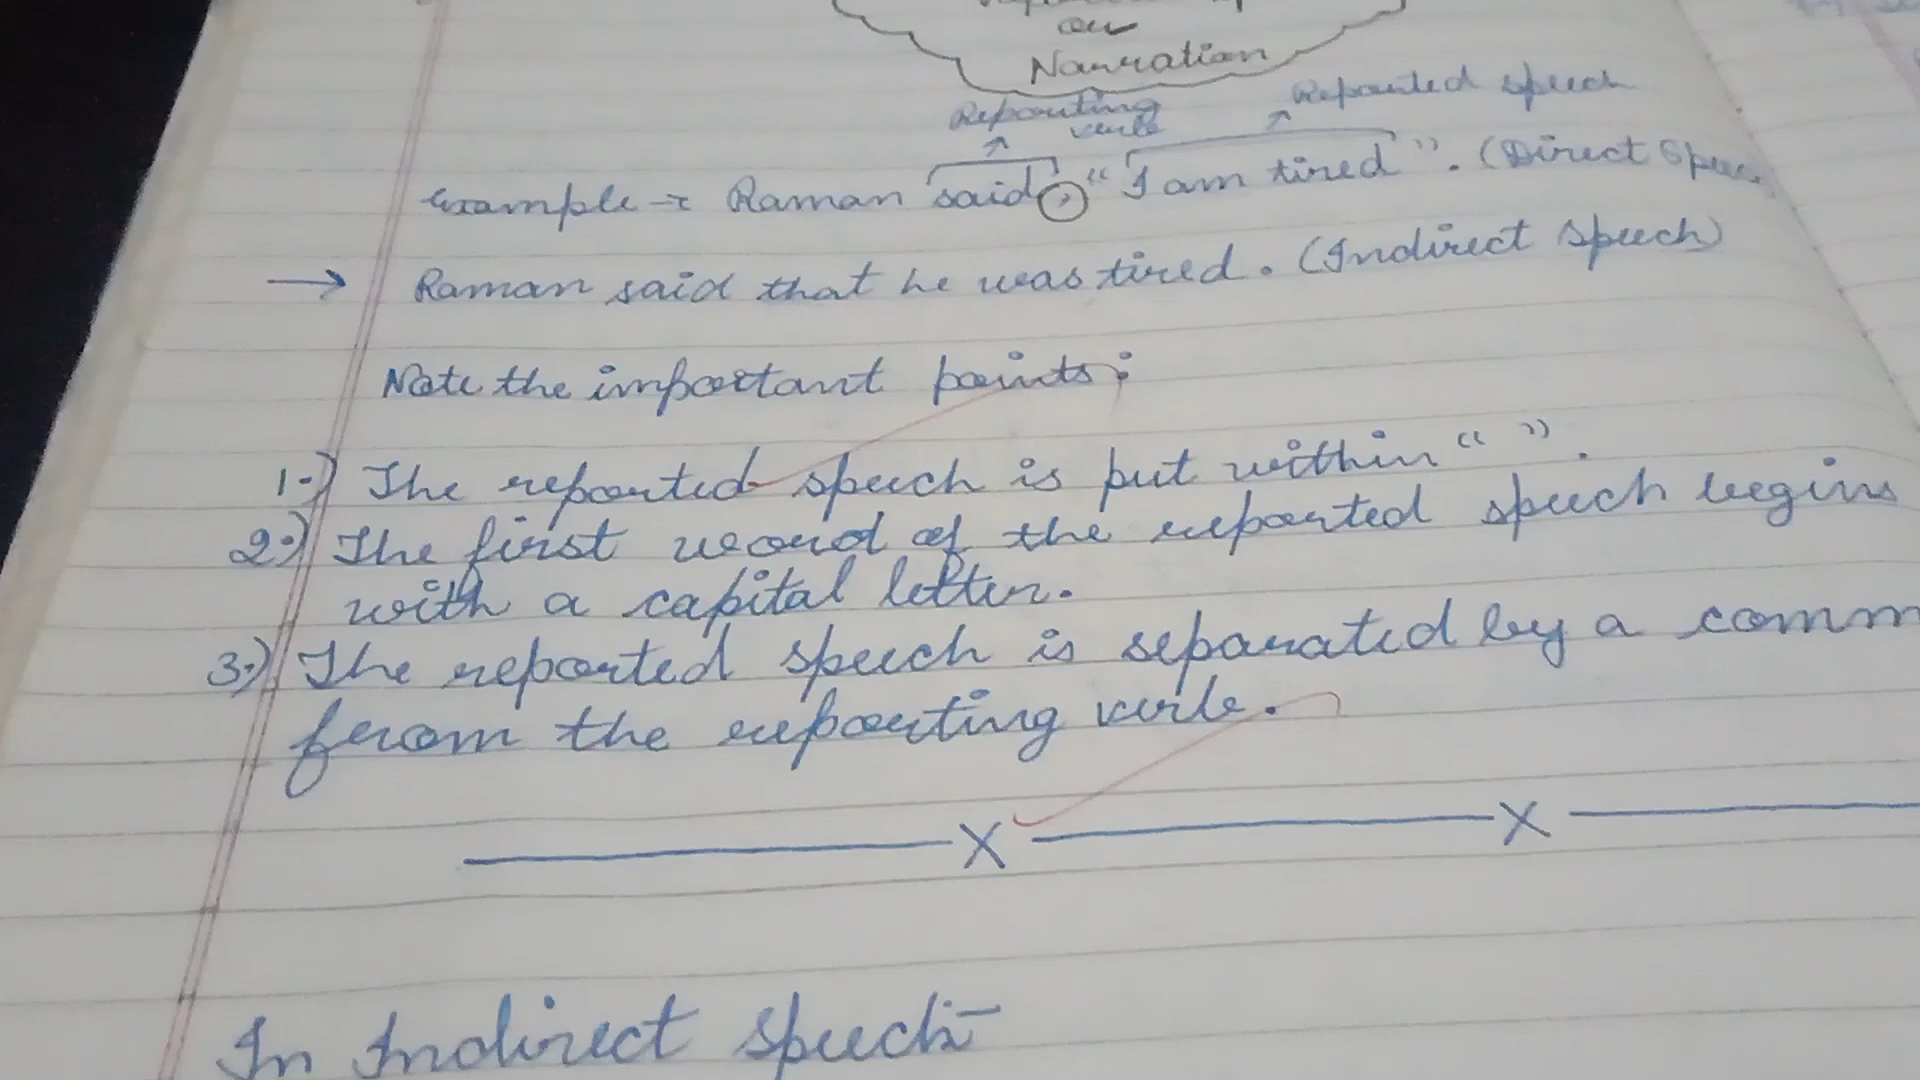 or
Narration
Reporting verb
Reported speech
Example → Raman said, "I am tired". (Direct
→ Raman said that he was tired. (Indirect speech)
Note the important points:
1.) The reported speech is put within " ".
2.) The first word of the reported speech begins
with a capital letter.
3.) The reported speech is separated by a comm
from the reporting verb.
X X
In Indirect speech-